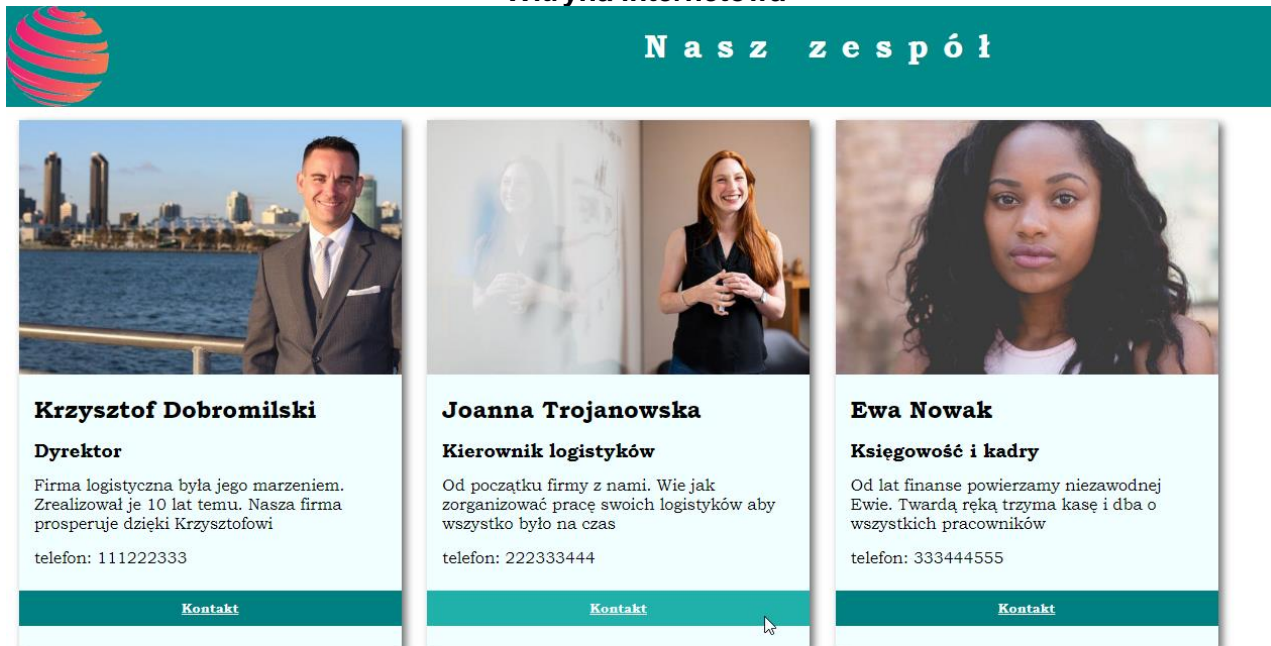 Witryna internetowa
Nasz zespół
Krzysztof Dobromilski
Dyrektor
Firma logistyczna była jego marzeniem.
Zrealizował je 10 lat temu. Nasza firma
prosperuje dzięki Krzysztofowi
telefon: 111222333
Kontakt
Joanna Trojanowska
Kierownik logistyków
Od początku firmy z nami. Wie jak
zorganizować pracę swoich logistyków aby
wszystko było na czas
telefon: 222333444
Kontakt
Ewa Nowak
Księgowość i kadry
Od lat finanse powierzamy niezawodnej
Ewie. Twardą ręką trzyma kasę i dba o
wszystkich pracowników
telefon: 333444555
Kontakt